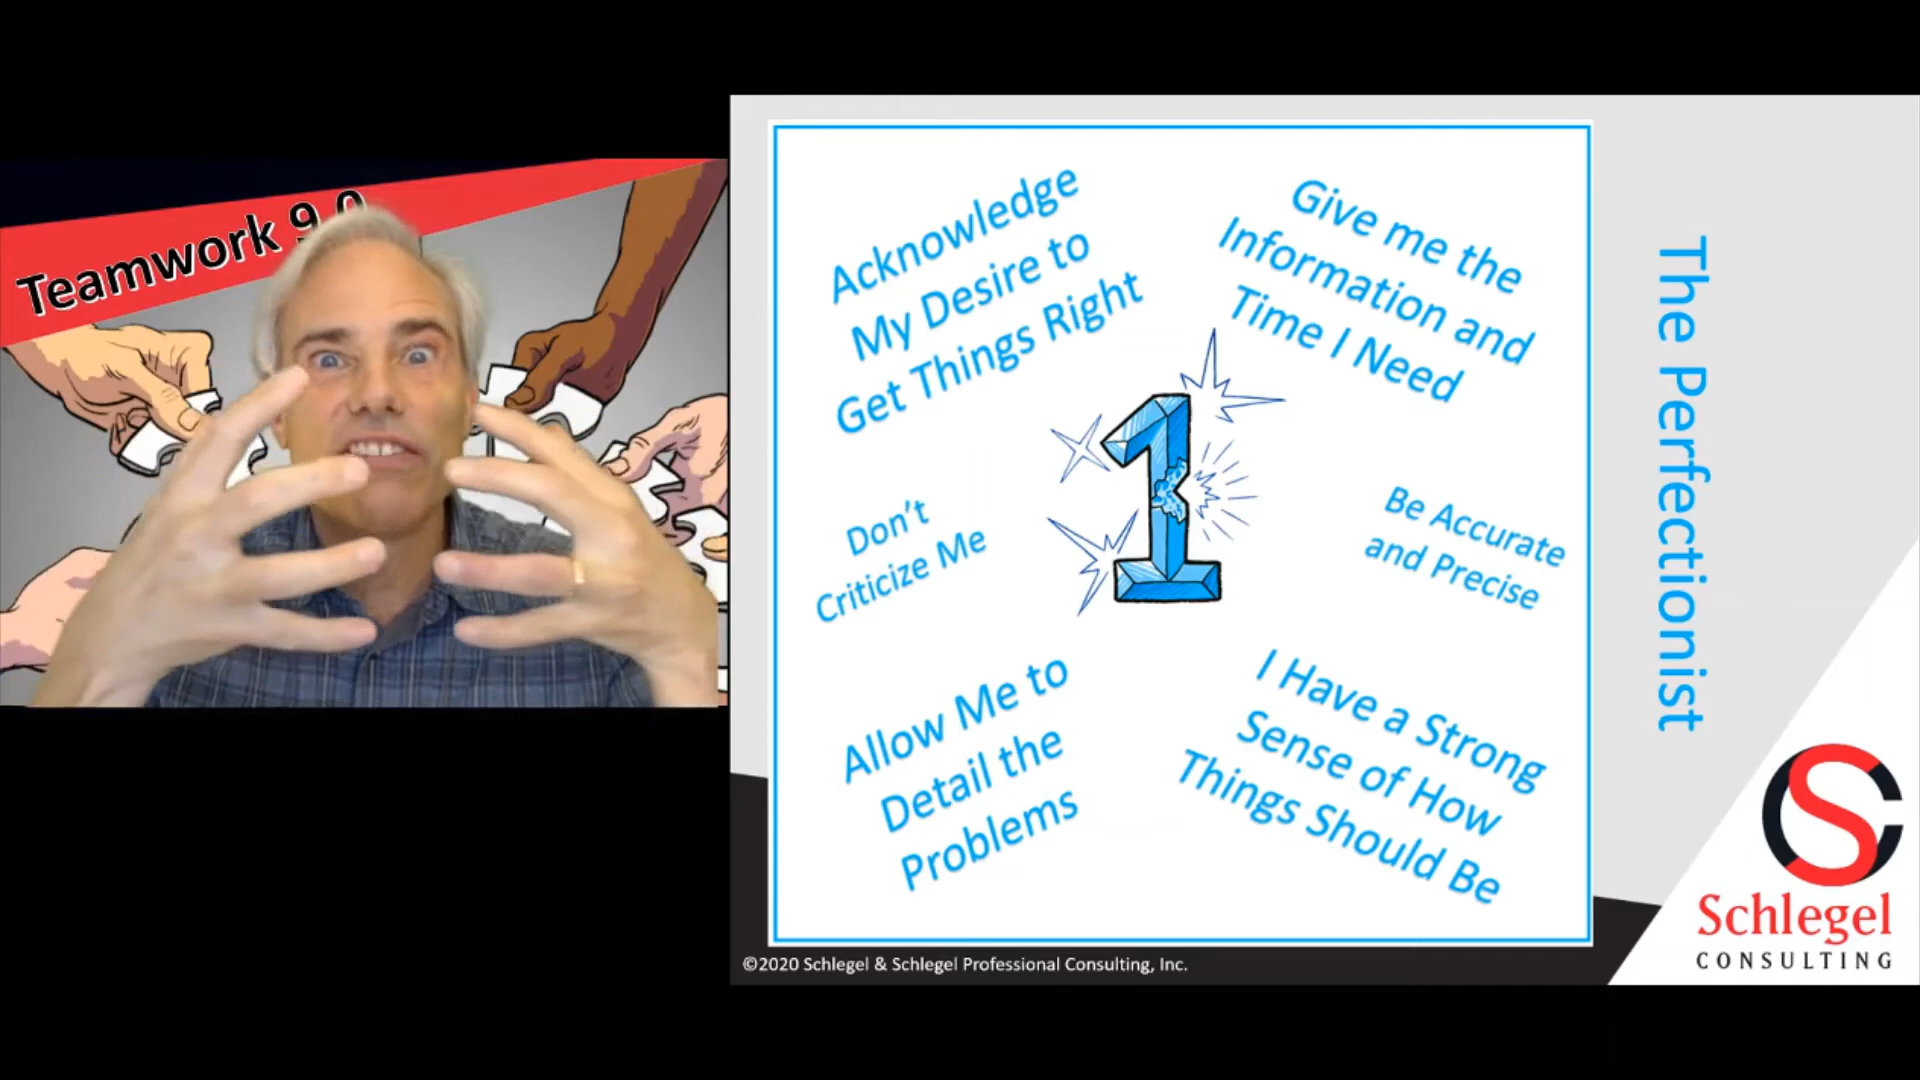 Teamwork 9.0
Acknowledge
My Desire to
Get Things Right
Give me the
Information and
Time I Need
1
Don't
Criticize Me
Be Accurate
and Precise
Allow Me to
Detail the
Problems
I Have a Strong
Sense of How
Things Should Be
The Perfectionist
Schlegel
CONSULTING
©2020 Schlegel & Schlegel Professional Consulting, Inc.